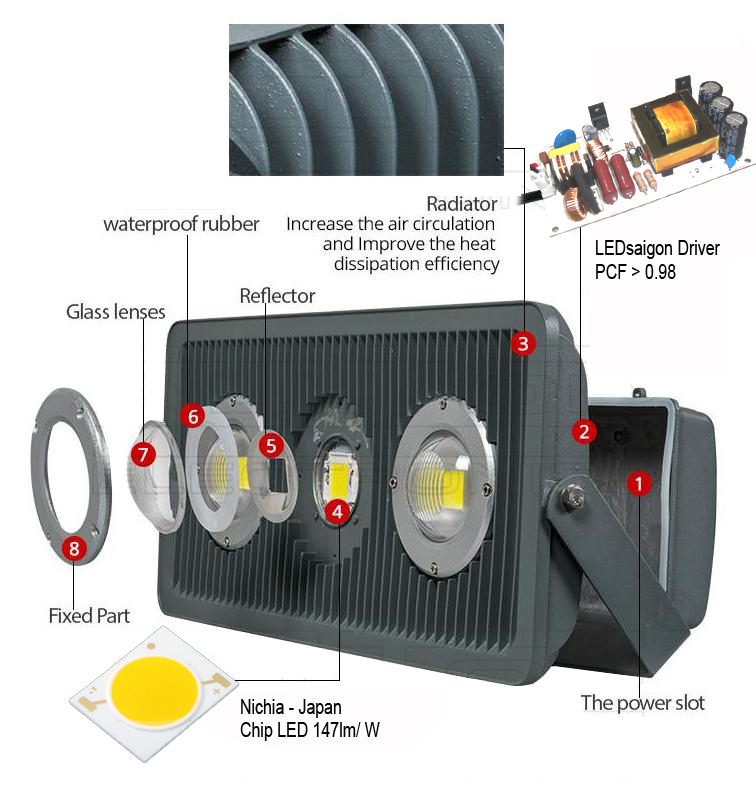 Radiator
Increase the air circulation
and Improve the heat
dissipation efficiency
LEDsaigon Driver
PCF > 0.98
waterproof rubber
Reflector
Glass lenses
3
6
2
5
7
1
4
8
Fixed Part
Nichia - Japan
Chip LED 147lm/ W
The power slot